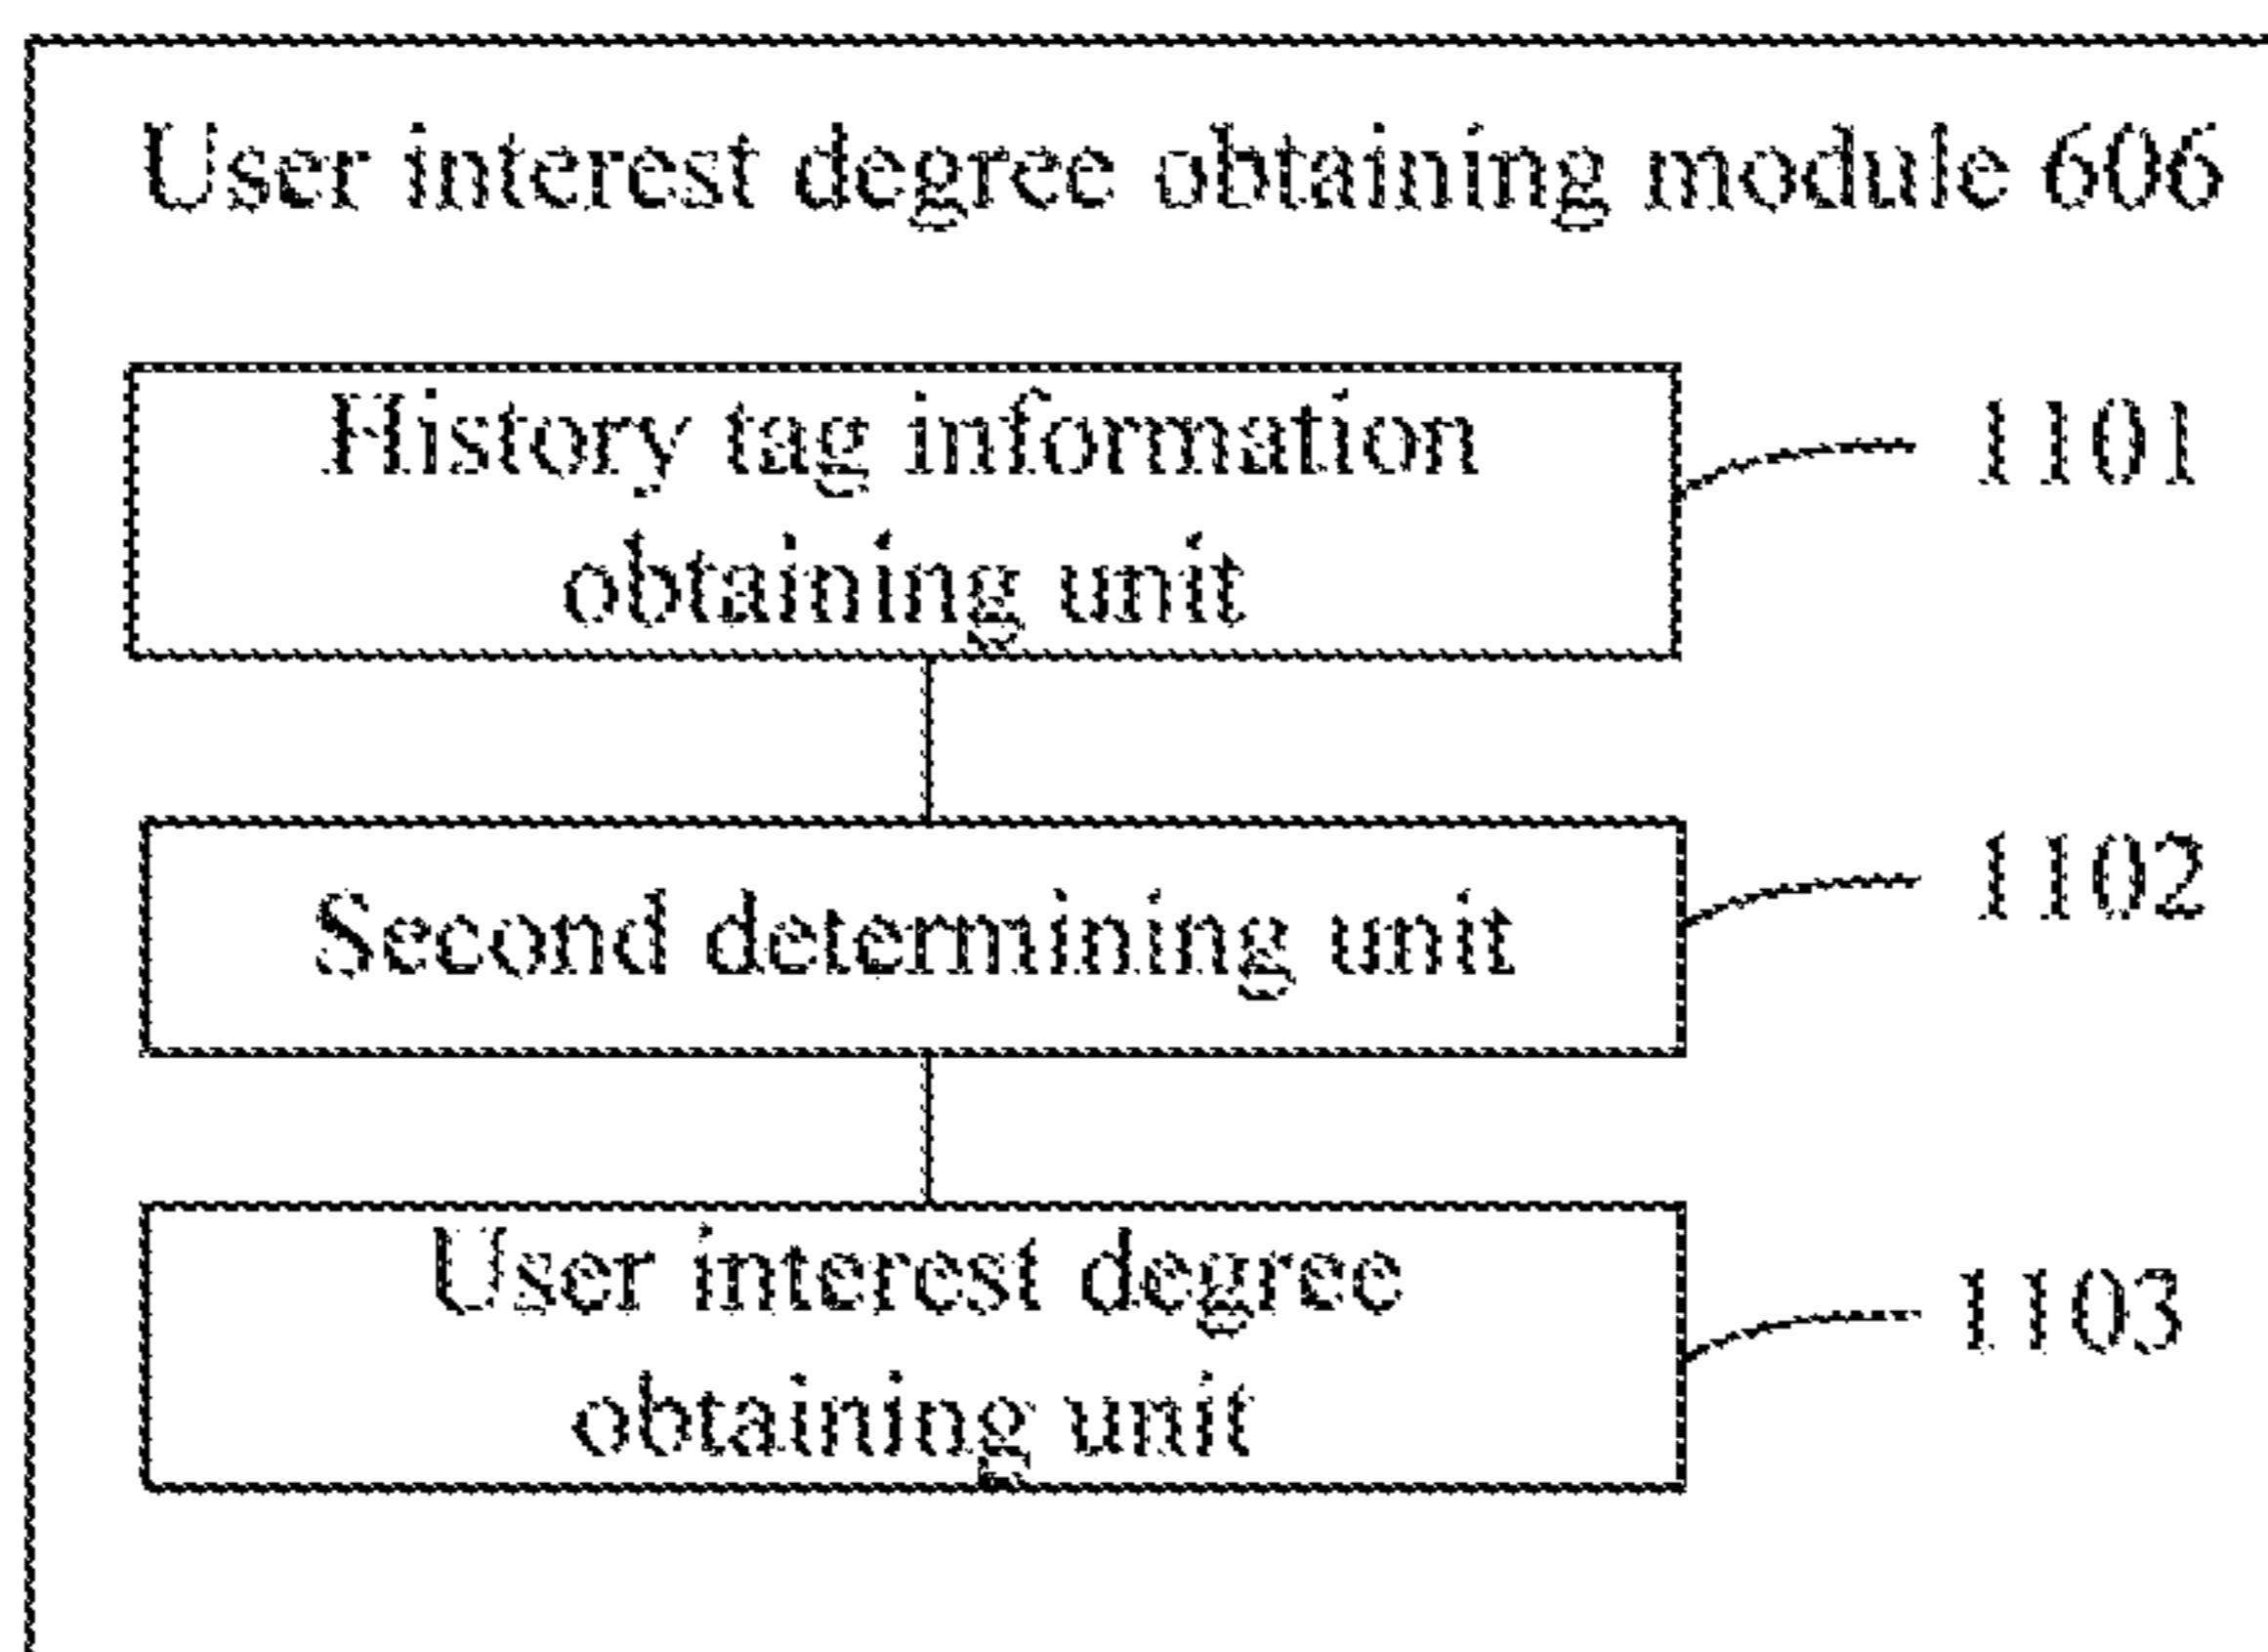 User interest degree obtaining module 606
History tag information
obtaining unit
1101
Second determining unit
1102
User interest degree
obtaining unit
1103